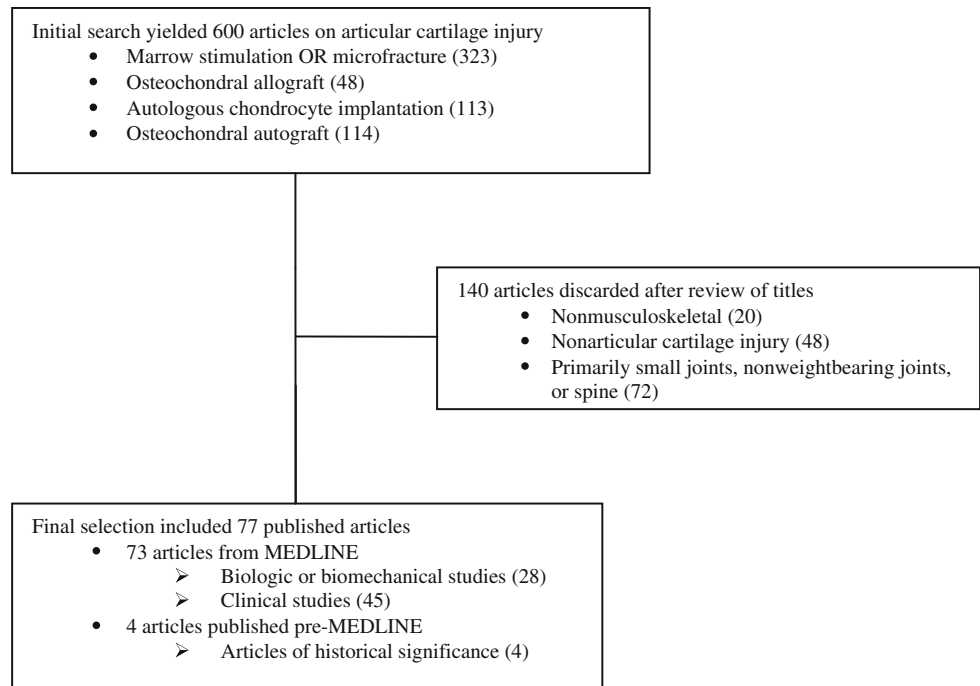 Initial search yielded 600 articles on articular cartilage injury
• Marrow stimulation OR microfracture (323)
• Osteochondral allograft (48)
• Autologous chondrocyte implantation (113)
• Osteochondral autograft (114)
140 articles discarded after review of titles
• Nonmusculoskeletal (20)
• Nonarticular cartilage injury (48)
• Primarily small joints, nonweightbearing joints,
or spine (72)
Final selection included 77 published articles
• 73 articles from MEDLINE
➢ Biologic or biomechanical studies (28)
➢ Clinical studies (45)
• 4 articles published pre-MEDLINE
➢ Articles of historical significance (4)